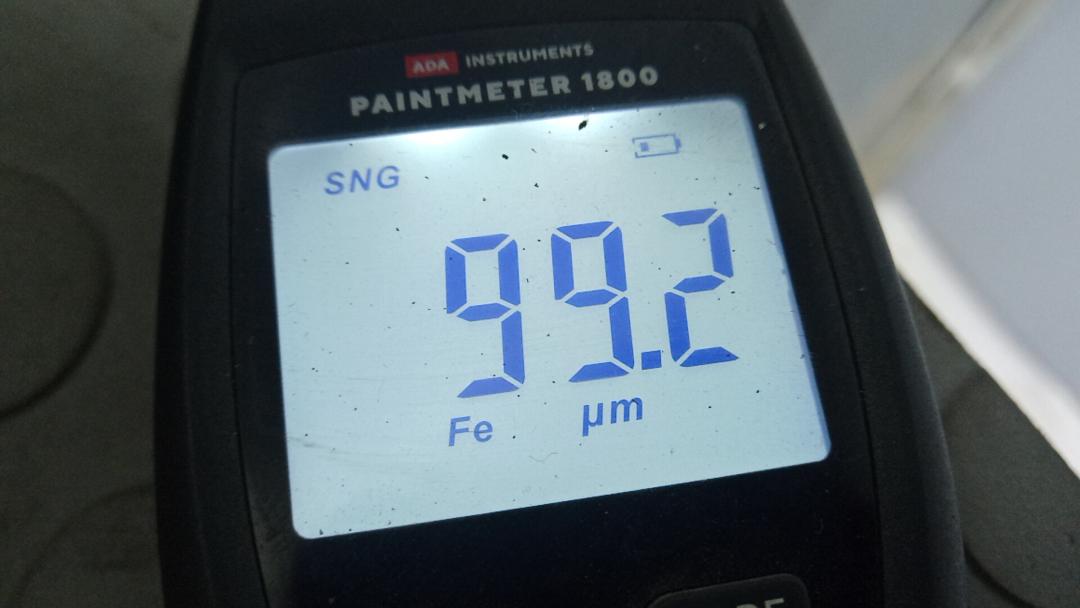 ADA INSTRUMENTS
PAINTMETER 1800
SNG
99.2
Fe µm